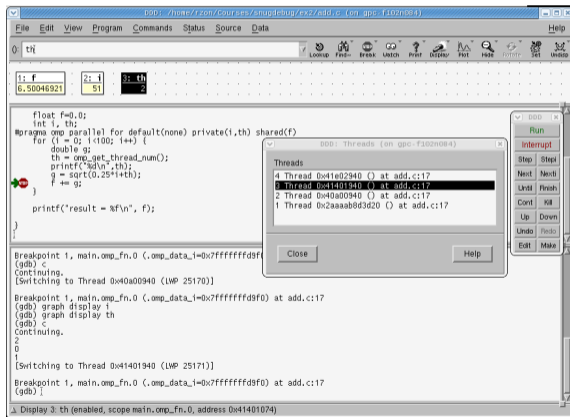 DDD: /home/rzon/Courses/snugdebug/ex2/add.c (on gpc-f102n084)
File Edit View Program Commands Status Source Data Help
(): th
Lookup Find» Break Watch Print Display Plot Hide Rotate Set Undisp
1: f
6.50046921
2: i
51
3: th
2
float f=0.0;
int i, th;
#pragma omp parallel for default(none) private(i,th) shared(f)
for (i = 0; i<100; i++) {
double g;
th = omp_get_thread_num();
printf("%d\n",th);
g = sqrt(0.25*i+th);
f += g;
}
printf("result = %f\n", f);
}
DDD: Threads (on gpc-f102n084)
Threads
4 Thread 0x41e02940 () at add.c:17
3 Thread 0x41401940 () at add.c:17
2 Thread 0x40a00940 () at add.c:17
1 Thread 0x2aaaab8d3d20 () at add.c:17
Close Help
DDD
Run
Interrupt
Step Stepi
Next Nexti
Until Finish
Cont Kill
Up Down
Undo Redo
Edit Make
Breakpoint 1, main.omp_fn.0 (.omp_data_i=0x7fffffffd9f0)
(gdb) c
Continuing.
[Switching to Thread 0x40a00940 (LWP 25170)]
Breakpoint 1, main.omp_fn.0 (.omp_data_i=0x7fffffffd9f0) at add.c:17
(gdb) graph display i
(gdb) graph display th
(gdb) c
Continuing.
2
0
1
[Switching to Thread 0x41401940 (LWP 25171)]
Breakpoint 1, main.omp_fn.0 (.omp_data_i=0x7fffffffd9f0) at add.c:17
(gdb)
Display 3: th (enabled, scope main.omp_fn.0, address 0x41401074)